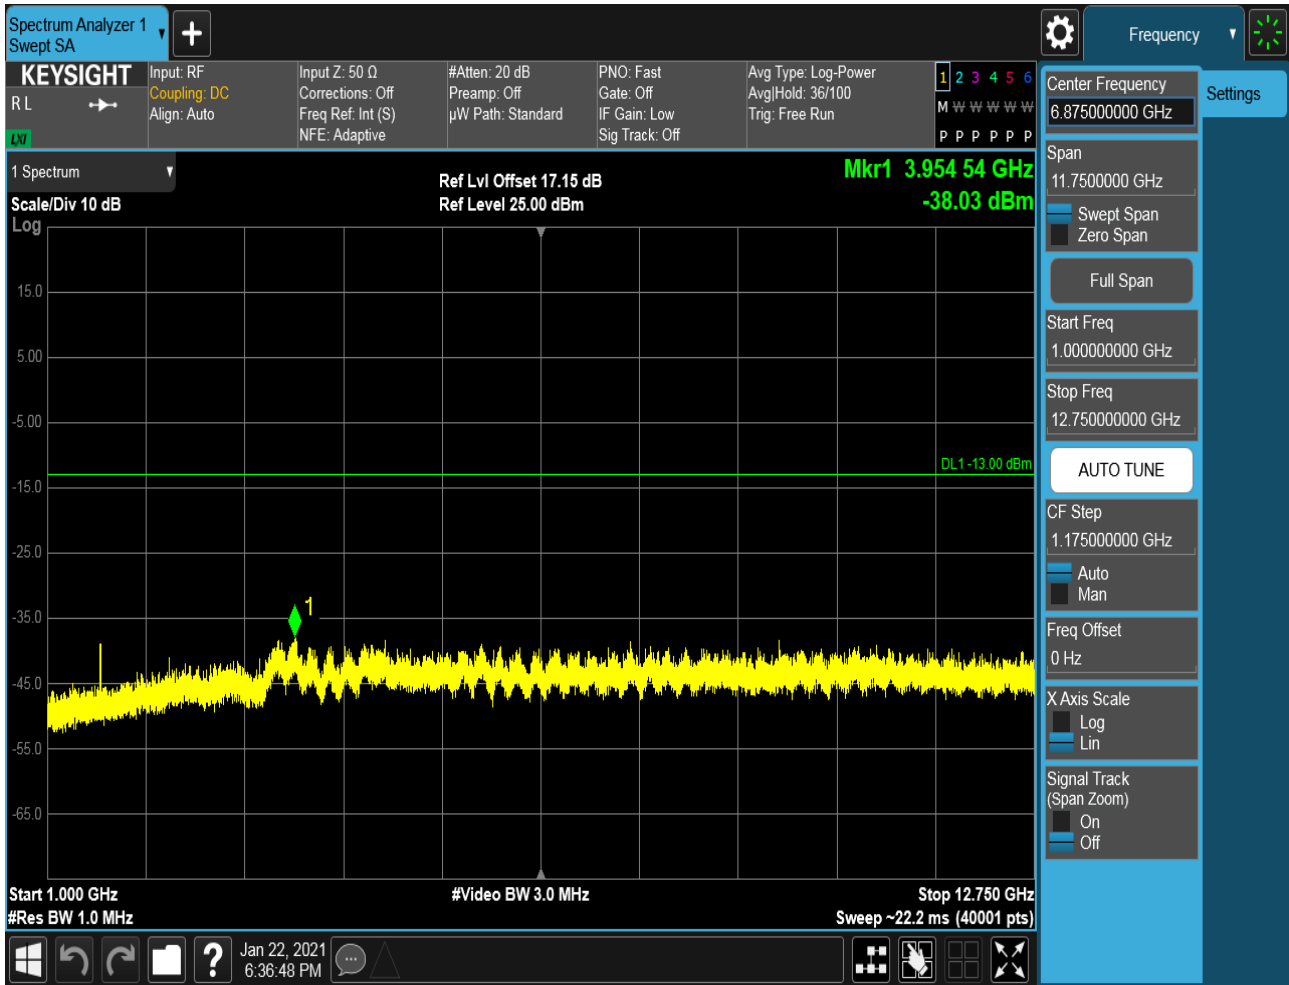 Spectrum Analyzer 1
Swept SA
Frequency
KEYSIGHT
R L
LXI
Input: RF
Coupling: DC
Align: Auto
Input Z: 50 Ω
Corrections: Off
Freq Ref: Int (S)
NFE: Adaptive
#Atten: 20 dB
Preamp: Off
µW Path: Standard
PNO: Fast
Gate: Off
IF Gain: Low
Sig Track: Off
Avg Type: Log-Power
Avg|Hold: 36/100
Trig: Free Run
1 2 3 4 5 6
M W W W W W
P P P P P P
1 Spectrum
Scale/Div 10 dB
Log
Ref Lvl Offset 17.15 dB
Ref Level 25.00 dBm
Mkr1 3.954 54 GHz
-38.03 dBm
15.0
5.00
-5.00
DL1 -13.00 dBm
-15.0
-25.0
1
-35.0
-45.0
-55.0
-65.0
Start 1.000 GHz
#Res BW 1.0 MHz
#Video BW 3.0 MHz
Stop 12.750 GHz
Sweep ~22.2 ms (40001 pts)
Jan 22, 2021
6:36:48 PM
Center Frequency
6.875000000 GHz
Settings
Span
11.7500000 GHz
Swept Span
Zero Span
Full Span
Start Freq
1.000000000 GHz
Stop Freq
12.750000000 GHz
AUTO TUNE
CF Step
1.175000000 GHz
Auto
Man
Freq Offset
0 Hz
X Axis Scale
Log
Lin
Signal Track
(Span Zoom)
On
Off